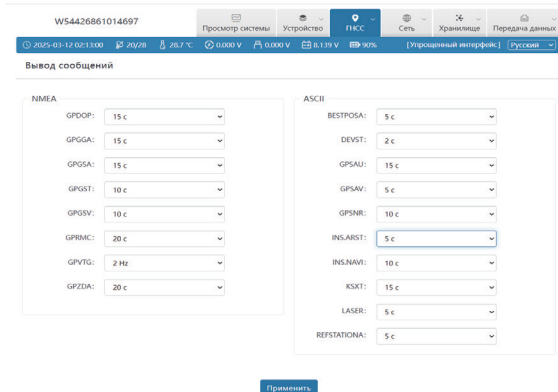 W54426861014697
Просмотр системы Устройство ГНСС Сеть Хранилище Передача данных
2025-03-12 02:13:00 20/28 28.7 °C 0.000 V 0.000 V 8.139 V 90% [Упрощенный интерфейс] Русский
Вывод сообщений
NMEA
GPDOP: 15 с
GPGGA: 15 с
GPGSA: 15 с
GPGST: 10 с
GPGSV: 10 с
GPRMC: 20 с
GPVTG: 2 Hz
GPZDA: 20 с
ASCII
BESTPOSA: 5 с
DEVST: 2 с
GPSAU: 15 с
GPSAV: 5 с
GPSNR: 10 с
INS.ARST: 5 с
INS.NAVI: 10 с
KSXT: 15 с
LASER: 5 с
REFSTATIONA: 5 с
Применить